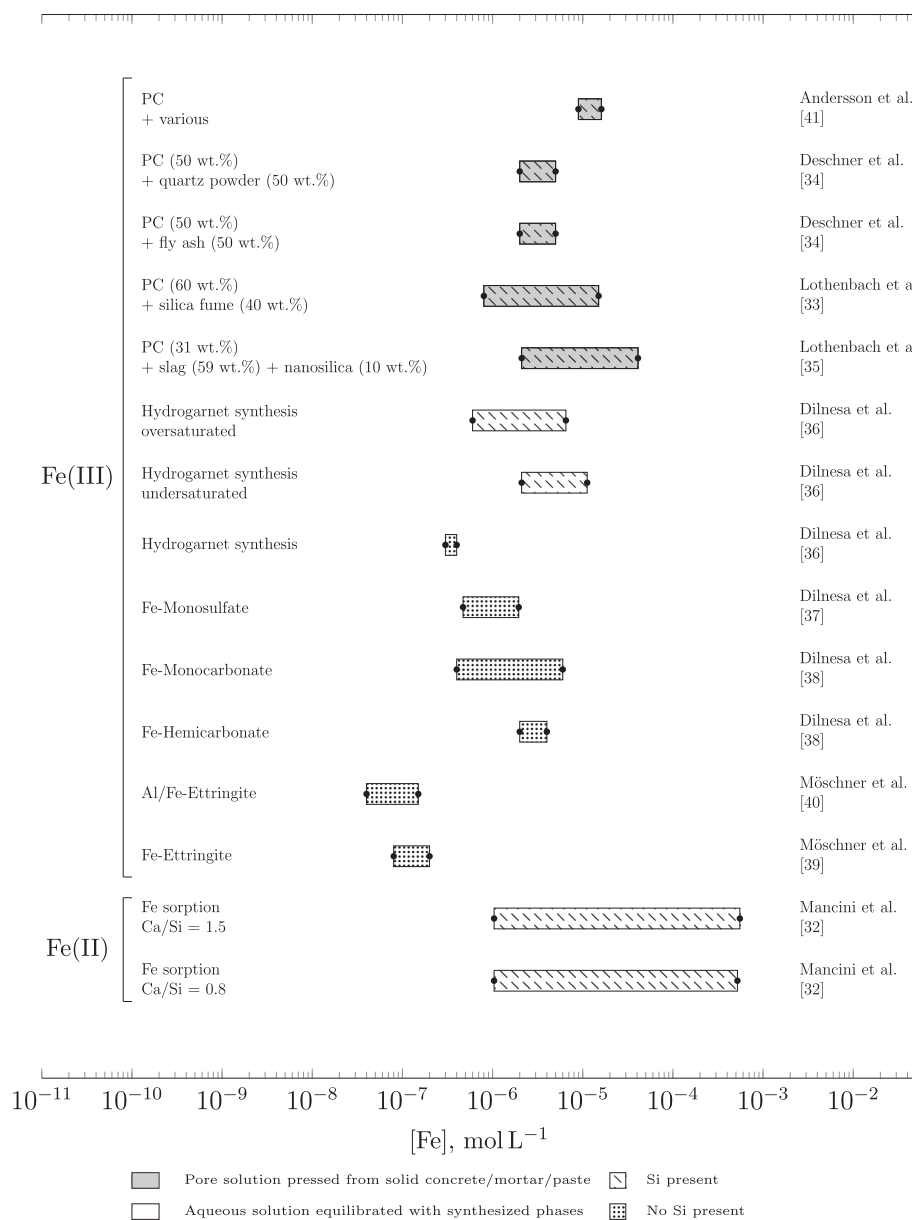 PC
+ various
Andersson et al.
[41]
PC (50 wt.%)
+ quartz powder (50 wt.%)
Deschner et al.
[34]
PC (50 wt.%)
+ fly ash (50 wt.%)
Deschner et al.
[34]
PC (60 wt.%)
+ silica fume (40 wt.%)
Lothenbach et a
[33]
PC (31 wt.%)
+ slag (59 wt.%) + nanosilica (10 wt.%)
Lothenbach et a
[35]
Hydrogarnet synthesis
oversaturated
Dilnesa et al.
[36]
Fe(III)
Hydrogarnet synthesis
undersaturated
Dilnesa et al.
[36]
Hydrogarnet synthesis
Dilnesa et al.
[36]
Fe-Monosulfate
Dilnesa et al.
[37]
Fe-Monocarbonate
Dilnesa et al.
[38]
Fe-Hemicarbonate
Dilnesa et al.
[38]
Al/Fe-Ettringite
Möschner et al.
[40]
Fe-Ettringite
Möschner et al.
[39]
Fe(II)
Fe sorption
Ca/Si = 1.5
Mancini et al.
[32]
Fe sorption
Ca/Si = 0.8
Mancini et al.
[32]
10⁻¹¹ 10⁻¹⁰ 10⁻⁹ 10⁻⁸ 10⁻⁷ 10⁻⁶ 10⁻⁵ 10⁻⁴ 10⁻³ 10⁻²
[Fe], mol L⁻¹
Pore solution pressed from solid concrete/mortar/paste
Si present
Aqueous solution equilibrated with synthesized phases
No Si present